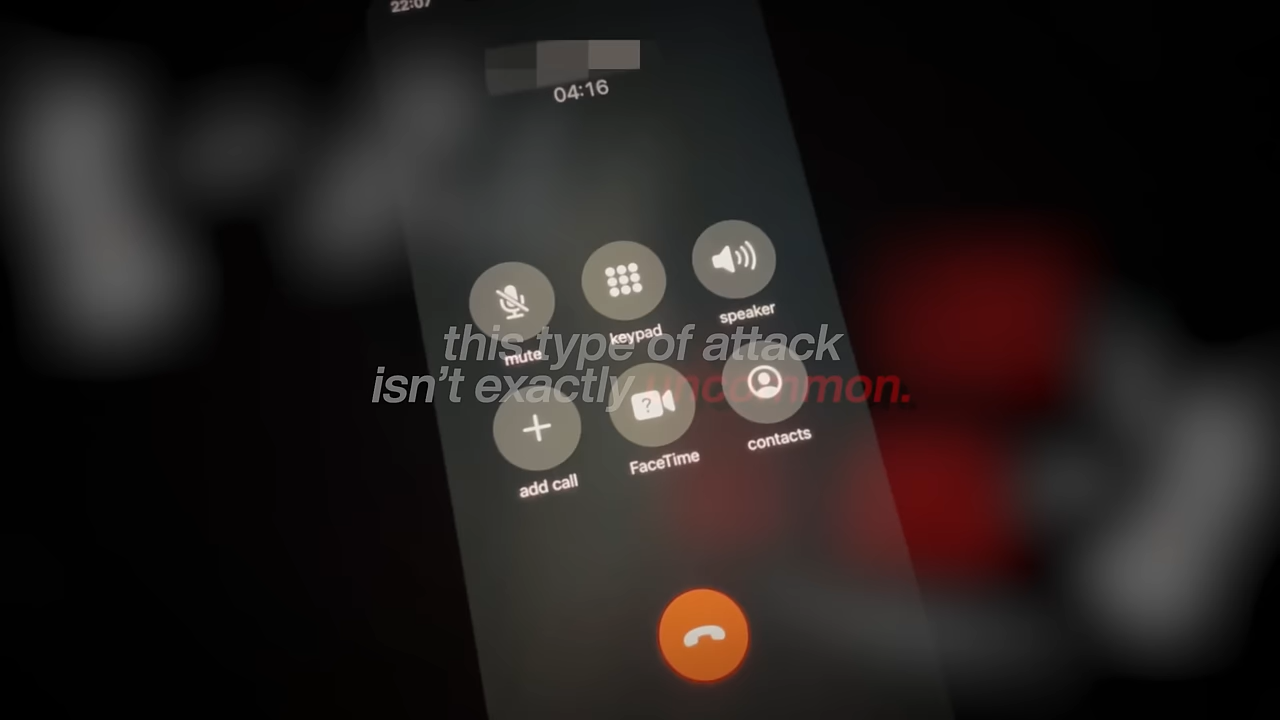 22:07
04:16
mute
keypad
speaker
this type of attack
isn't exactly uncommon.
add call
FaceTime
contacts